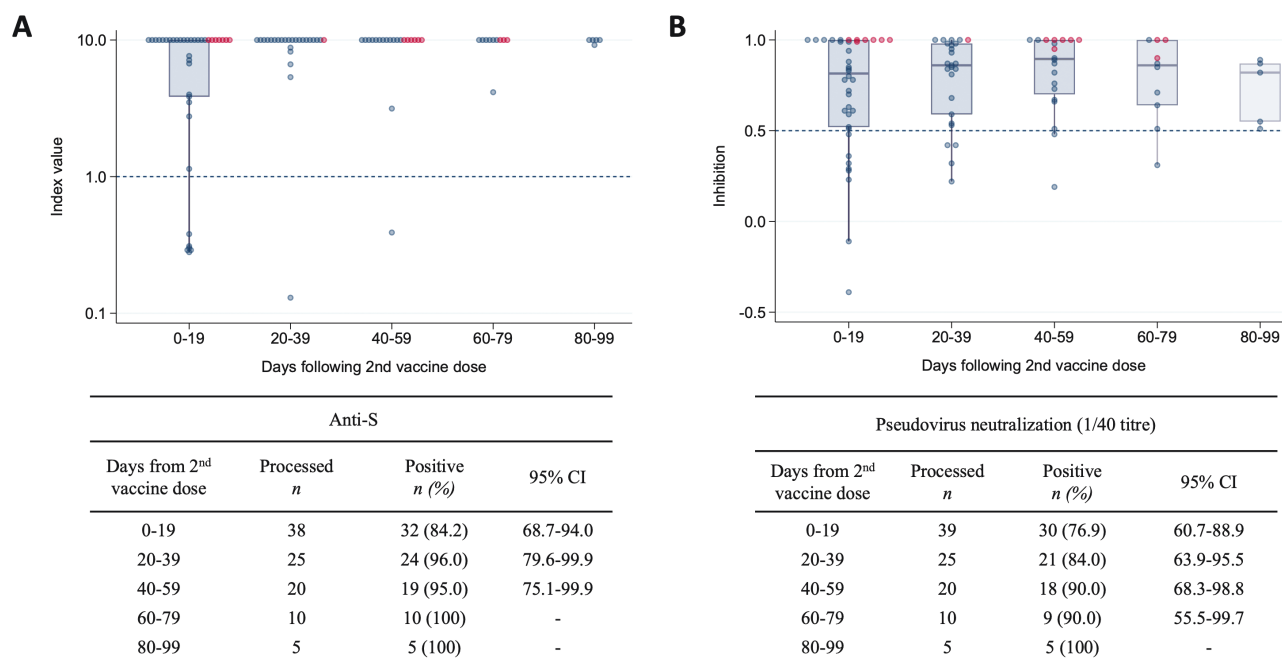 A
10.0
1.0
0.1
Index value
0-19 20-39 40-59 60-79 80-99
Days following 2nd vaccine dose
Anti-S
Days from 2nd Processed Positive 95% CI
vaccine dose n n (%)
0-19 38 32 (84.2) 68.7-94.0
20-39 25 24 (96.0) 79.6-99.9
40-59 20 19 (95.0) 75.1-99.9
60-79 10 10 (100) -
80-99 5 5 (100) -
B
1.0
0.5
0.0
-0.5
Inhibition
0-19 20-39 40-59 60-79 80-99
Days following 2nd vaccine dose
Pseudovirus neutralization (1/40 titre)
Days from 2nd Processed Positive 95% CI
vaccine dose n n (%)
0-19 39 30 (76.9) 60.7-88.9
20-39 25 21 (84.0) 63.9-95.5
40-59 20 18 (90.0) 68.3-98.8
60-79 10 9 (90.0) 55.5-99.7
80-99 5 5 (100) -